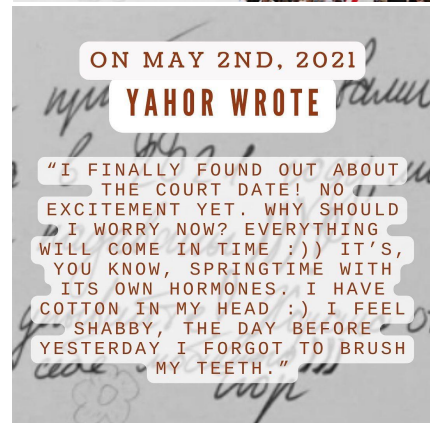 ON MAY 2ND, 2021
YAHOR WROTE
“I FINALLY FOUND OUT ABOUT
THE COURT DATE! NO
EXCITEMENT YET. WHY SHOULD
I WORRY NOW? EVERYTHING
WILL COME IN TIME :)) IT’S,
YOU KNOW, SPRINGTIME WITH
ITS OWN HORMONES. I HAVE
COTTON IN MY HEAD :) I FEEL
SHABBY, THE DAY BEFORE
YESTERDAY I FORGOT TO BRUSH
MY TEETH.”